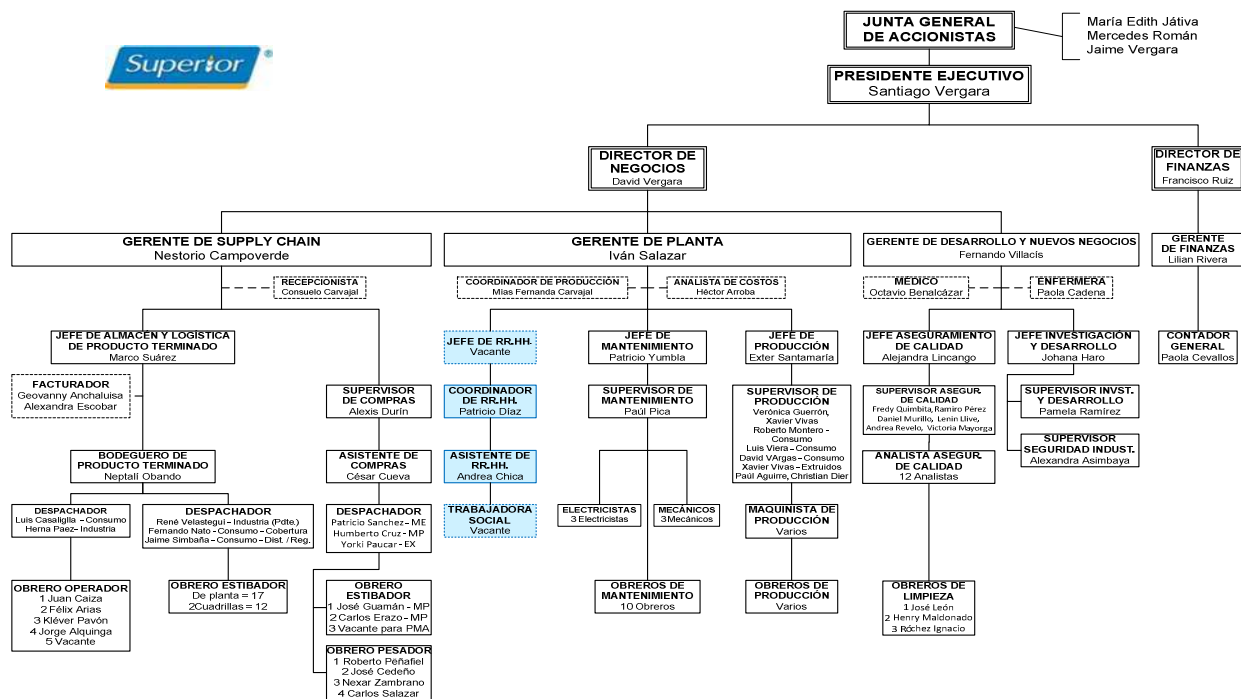 Superior®
JUNTA GENERAL
DE ACCIONISTAS
María Edith Játiva
Mercedes Román
Jaime Vergara
PRESIDENTE EJECUTIVO
Santiago Vergara
DIRECTOR DE
NEGOCIOS
David Vergara
DIRECTOR DE
FINANZAS
Francisco Ruiz
GERENTE DE SUPPLY CHAIN
Nestorio Campoverde
GERENTE DE PLANTA
Iván Salazar
GERENTE DE DESARROLLO Y NUEVOS NEGOCIOS
Fernando Villacís
GERENTE
DE FINANZAS
Lilian Rivera
RECEPCIONISTA
Consuelo Carvajal
COORDINADOR DE PRODUCCIÓN
Mías Fernanda Carvajal
ANALISTA DE COSTOS
Héctor Arroba
MÉDICO
Octavio Benalcázar
ENFERMERA
Paola Cadena
JEFE DE ALMACEN Y LOGÍSTICA
DE PRODUCTO TERMINADO
Marco Suárez
JEFE DE RR.HH.
Vacante
JEFE DE
MANTENIMIENTO
Patricio Yumbla
JEFE DE
PRODUCCIÓN
Exter Santamaría
JEFE ASEGURAMIENTO
DE CALIDAD
Alejandra Lincango
JEFE INVESTIGACIÓN
Y DESARROLLO
Johana Haro
CONTADOR
GENERAL
Paola Cevallos
FACTURADOR
Geovanny Anchaluisa
Alexandra Escobar
SUPERVISOR
DE COMPRAS
Alexis Durín
COORDINADOR
DE RR.HH.
Patricio Díaz
SUPERVISOR DE
MANTENIMIENTO
Paúl Pica
SUPERVISOR DE
PRODUCCIÓN
Verónica Guerrón,
Xavier Vivas
Roberto Montero -
Consumo
Luis Viera – Consumo
David VArgas – Consumo
Xavier Vivas – Extruidos
Paúl Aguirre, Christian Dier
SUPERVISOR ASEGUR.
DE CALIDAD
Fredy Quimbita, Ramiro Pérez
Daniel Murillo, Lenin Llive,
Andrea Revelo, Victoria Mayorga
SUPERVISOR INVST.
Y DESARROLLO
Pamela Ramírez
SUPERVISOR
SEGURIDAD INDUST.
Alexandra Asimbaya
BODEGUERO DE
PRODUCTO TERMINADO
Neptalí Obando
ASISTENTE DE
COMPRAS
César Cueva
ASISTENTE DE
RR.HH.
Andrea Chica
ANALISTA ASEGUR.
DE CALIDAD
12 Analistas
DESPACHADOR
Luis Casaliglla – Consumo
Herna Paez– Industria
DESPACHADOR
René Velastegui – Industria (Pdte.)
Fernando Nato – Consumo – Cobertura
Jaime Simbaña – Consumo – Dist. / Reg.
DESPACHADOR
Patricio Sanchez – ME
Humberto Cruz – MP
Yorki Paucar – EX
TRABAJADORA
SOCIAL
Vacante
ELECTRICISTAS
3 Electricistas
MECÁNICOS
3 Mecánicos
MAQUINISTA DE
PRODUCCIÓN
Varios
OBRERO OPERADOR
1 Juan Caiza
2 Félix Arias
3 Kléver Pavón
4 Jorge Alquinga
5 Vacante
OBRERO ESTIBADOR
De planta = 17
2Cuadrillas = 12
OBRERO
ESTIBADOR
1 José Guamán - MP
2 Carlos Erazo – MP
3 Vacante para PMA
OBREROS DE
MANTENIMIENTO
10 Obreros
OBREROS DE
PRODUCCIÓN
Varios
OBREROS DE
LIMPIEZA
1 José León
2 Henry Maldonado
3 Róchez Ignacio
OBRERO PESADOR
1 Roberto Peñafiel
2 José Cedeño
3 Nexar Zambrano
4 Carlos Salazar